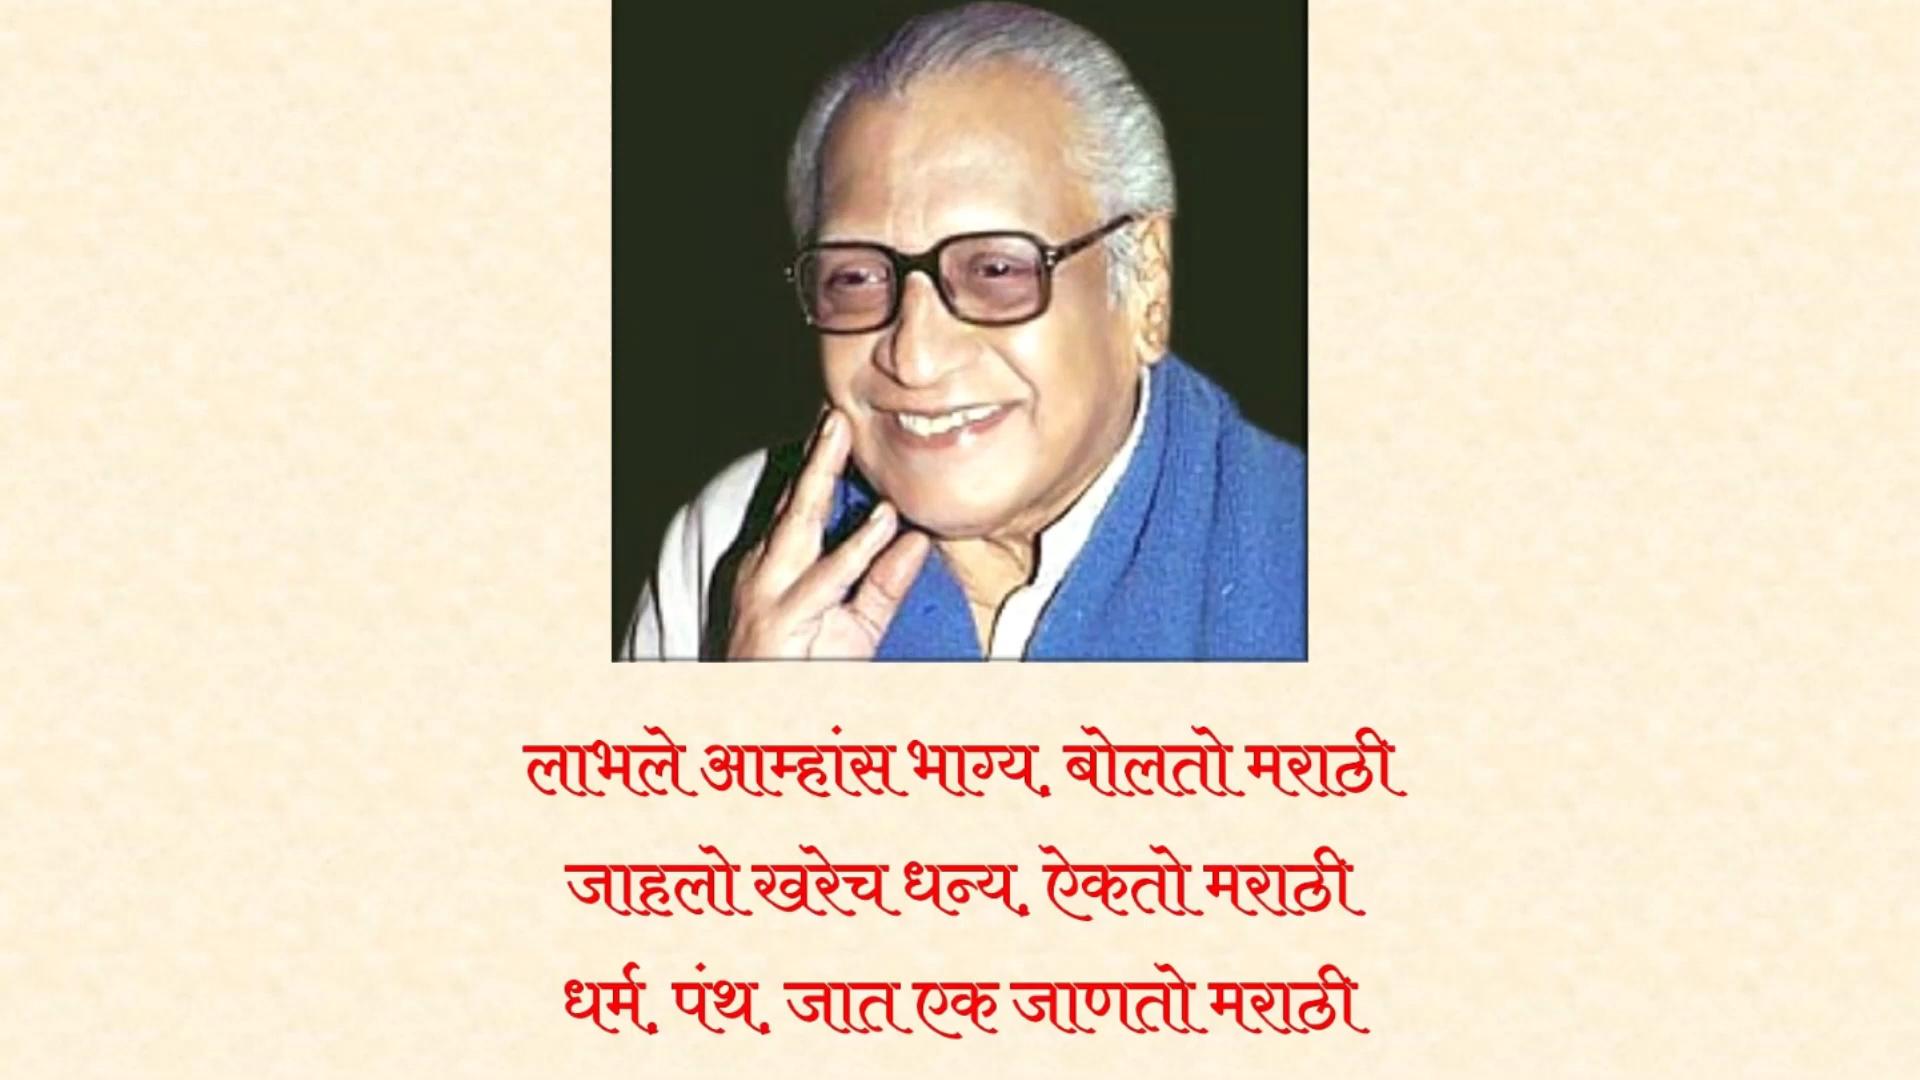 लाभले आम्हांस भाग्य, बोलतो मराठी
जाहलो खरेच धन्य, ऐकतो मराठी
धर्म, पंथ, जात एक जाणतो मराठी